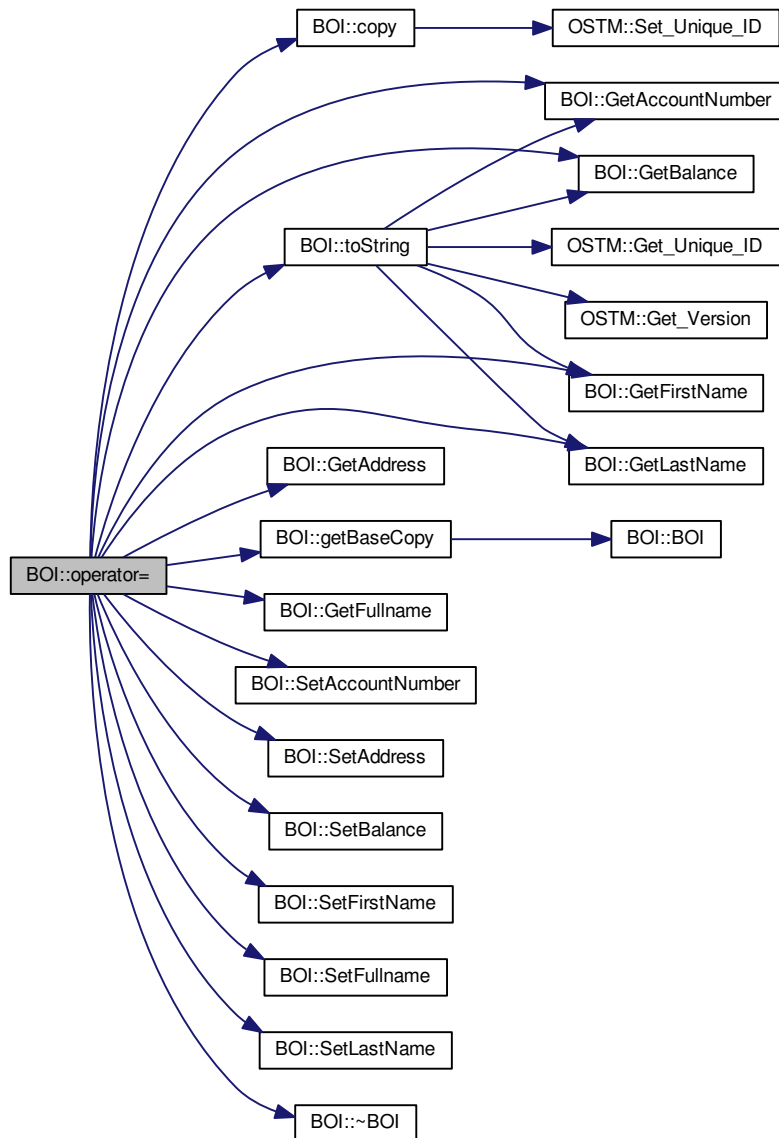 BOI::copy
OSTM::Set_Unique_ID
BOI::GetAccountNumber
BOI::GetBalance
BOI::toString
OSTM::Get_Unique_ID
OSTM::Get_Version
BOI::GetFirstName
BOI::GetAddress
BOI::GetLastName
BOI::getBaseCopy
BOI::BOI
BOI::operator=
BOI::GetFullname
BOI::SetAccountNumber
BOI::SetAddress
BOI::SetBalance
BOI::SetFirstName
BOI::SetFullname
BOI::SetLastName
BOI::~BOI